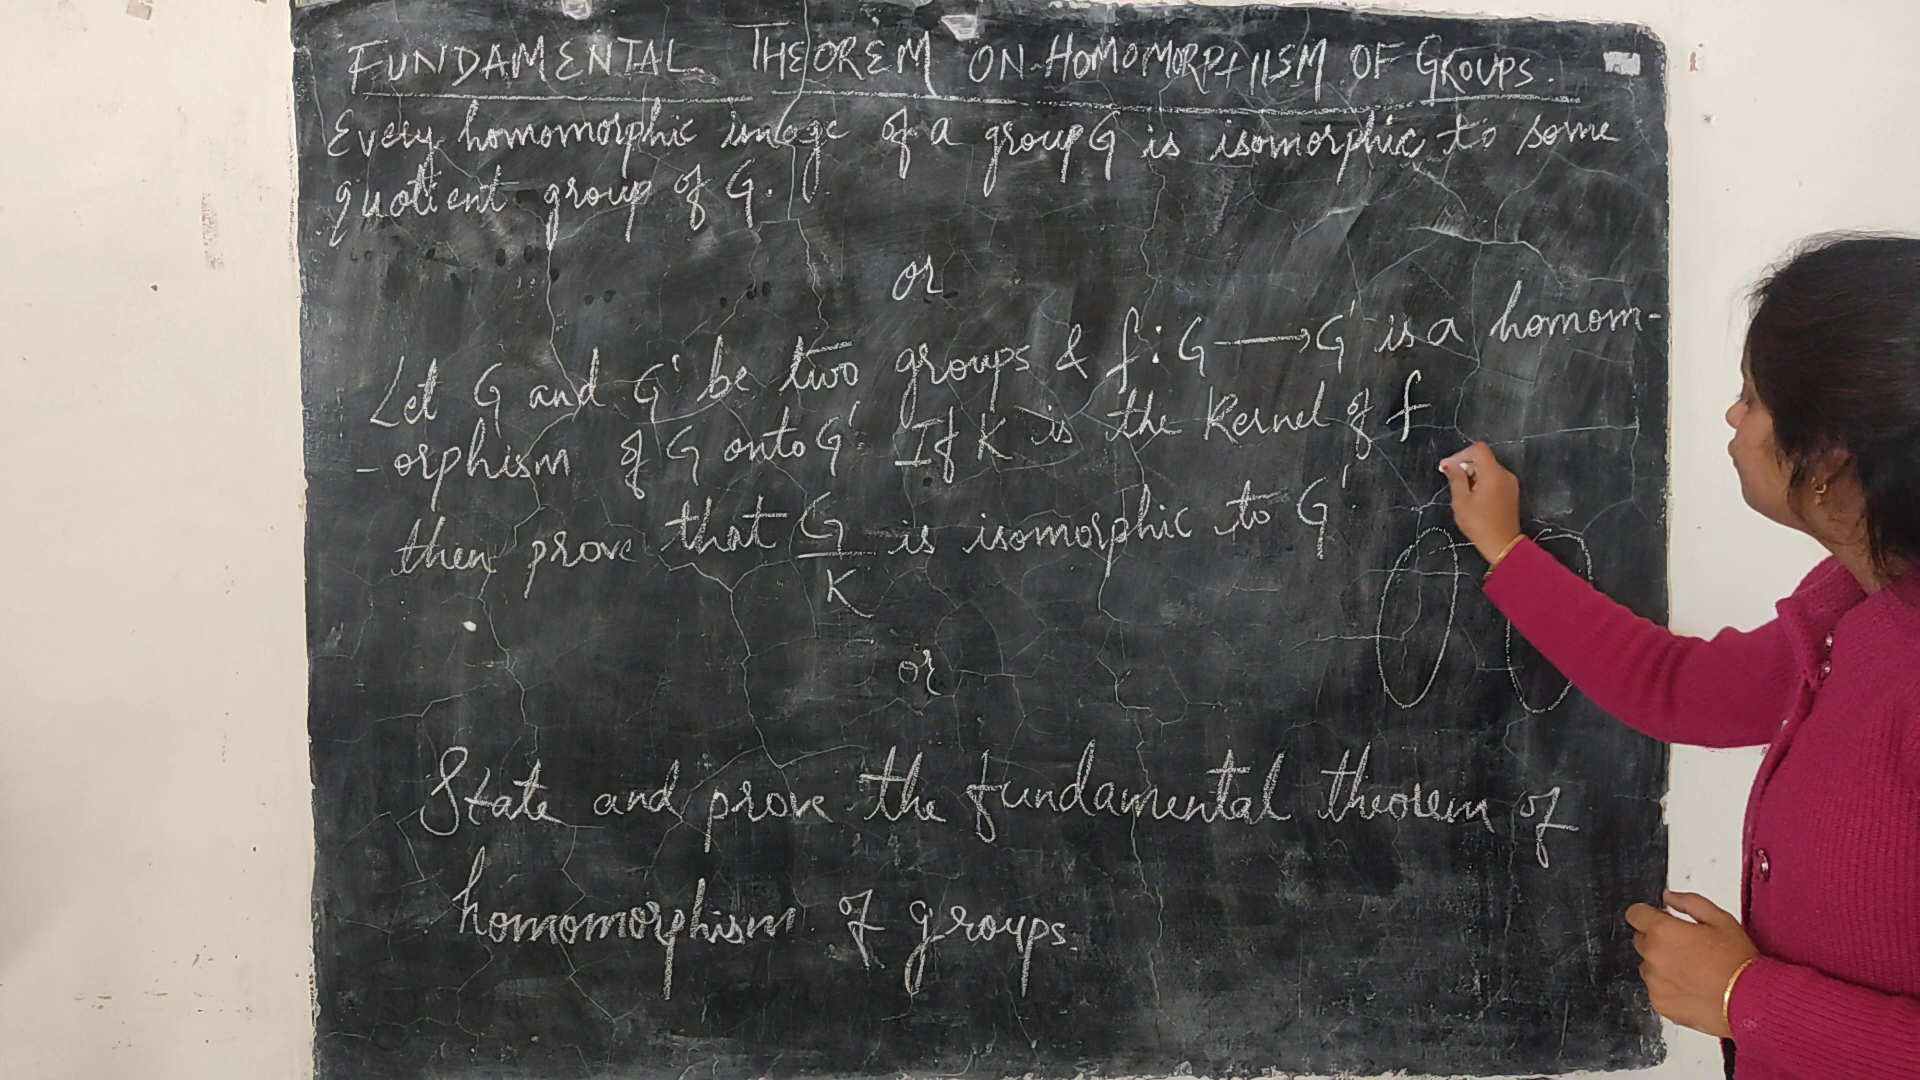 FUNDAMENTAL THEOREM ON HOMOMORPHISM OF GROUPS.
Every homomorphic image of a group G is isomorphic to some
quotient group of G.
or
Let G and G' be two groups & f : G → G' is a homom-
-orphism of G onto G'. If K is the Kernel of f
then prove that G/K is isomorphic to G'.
or
State and prove the fundamental theorem of
homomorphism of groups.